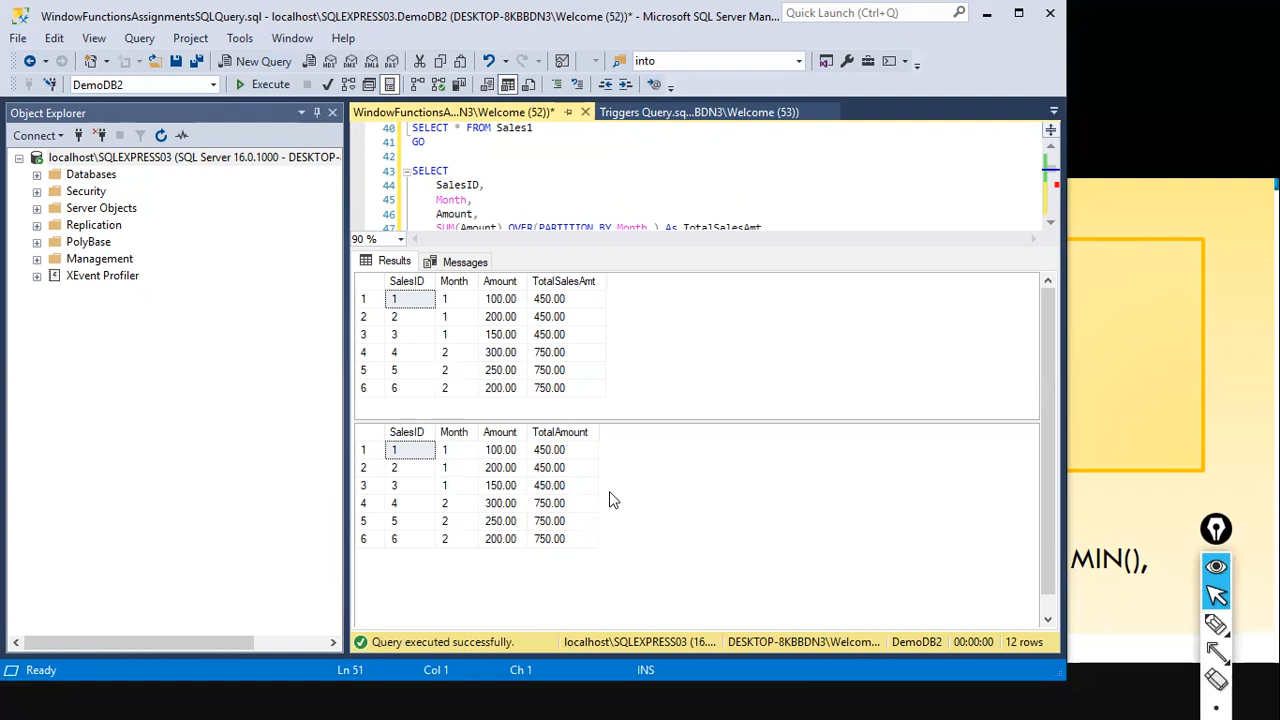 WindowFunctionsAssignmentsSQLQuery.sql - localhost\SQLEXPRESS03.DemoDB2 (DESKTOP-8KBBDN3\Welcome (52))* - Microsoft SQL Server Man...
Quick Launch (Ctrl+Q)
File Edit View Query Project Tools Window Help
New Query into
DemoDB2 Execute
Object Explorer
WindowFunctionsA...N3\Welcome (52))* Triggers Query.sq...BDN3\Welcome (53))
Connect
localhost\SQLEXPRESS03 (SQL Server 16.0.1000 - DESKTOP-
Databases
Security
Server Objects
Replication
PolyBase
Management
XEvent Profiler
40 SELECT * FROM Sales1
41 GO
42
43 SELECT
44 SalesID,
45 Month,
46 Amount,
47 SUM(Amount) OVER(PARTITION BY Month ) As TotalSalesAmt
90 %
Results Messages
SalesID Month Amount TotalSalesAmt
1 1 1 100.00 450.00
2 2 1 200.00 450.00
3 3 1 150.00 450.00
4 4 2 300.00 750.00
5 5 2 250.00 750.00
6 6 2 200.00 750.00
SalesID Month Amount TotalAmount
1 1 1 100.00 450.00
2 2 1 200.00 450.00
3 3 1 150.00 450.00
4 4 2 300.00 750.00
5 5 2 250.00 750.00
6 6 2 200.00 750.00
MIN(),
Query executed successfully. localhost\SQLEXPRESS03 (16.... DESKTOP-8KBBDN3\Welcom... DemoDB2 00:00:00 12 rows
Ready Ln 51 Col 1 Ch 1 INS